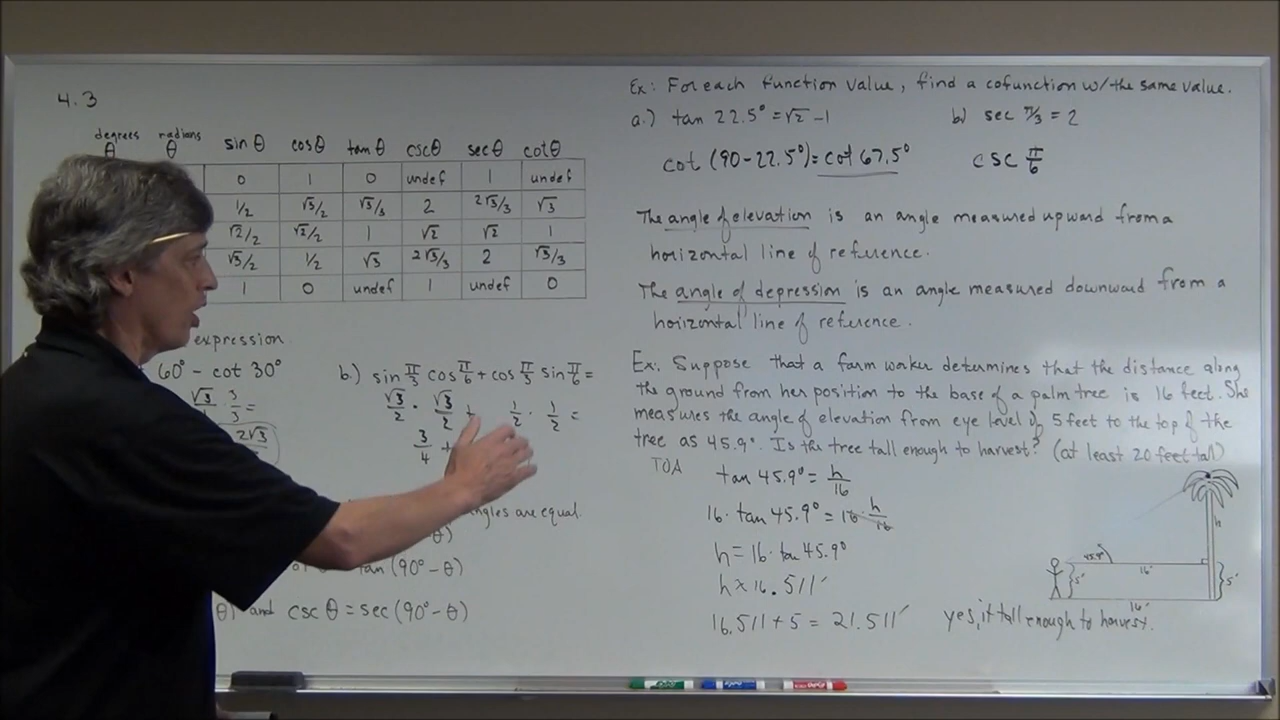 4.3
degrees radians
θ θ sin θ cos θ tan θ csc θ sec θ cot θ
0 1 0 undef 1 undef
1/2 √3/2 √3/3 2 2√3/3 √3
√2/2 √2/2 1 √2 √2 1
√3/2 1/2 √3 2√3/3 2 √3/3
1 0 undef 1 undef 0
expression.
60° - cot 30°
√3 3
3 =
2√3
b.) sin π/3 cos π/6 + cos π/3 sin π/6 =
√3/2 · √3/2 + 1/2 · 1/2 =
3/4 +
angles are equal.
θ)
tan (90° - θ)
θ) and csc θ = sec (90° - θ)
Ex: For each function value, find a cofunction w/ the same value.
a.) tan 22.5° = √2 - 1 b) sec π/3 = 2
cot (90 - 22.5°) = cot 67.5° csc π/6
The angle of elevation is an angle measured upward from a
horizontal line of reference.
The angle of depression is an angle measured downward from a
horizontal line of reference.
Ex: Suppose that a farm worker determines that the distance along
the ground from her position to the base of a palm tree is 16 feet. She
measures the angle of elevation from eye level of 5 feet to the top of the
tree as 45.9°. Is the tree tall enough to harvest? (at least 20 feet tall)
TOA tan 45.9° = h/16
16 · tan 45.9° = 16 · h/16
h = 16 · tan 45.9°
h ≈ 16.511'
16.511 + 5 = 21.511' yes, it tall enough to harvest.
h
45.9° 16'
5' 5'
16'